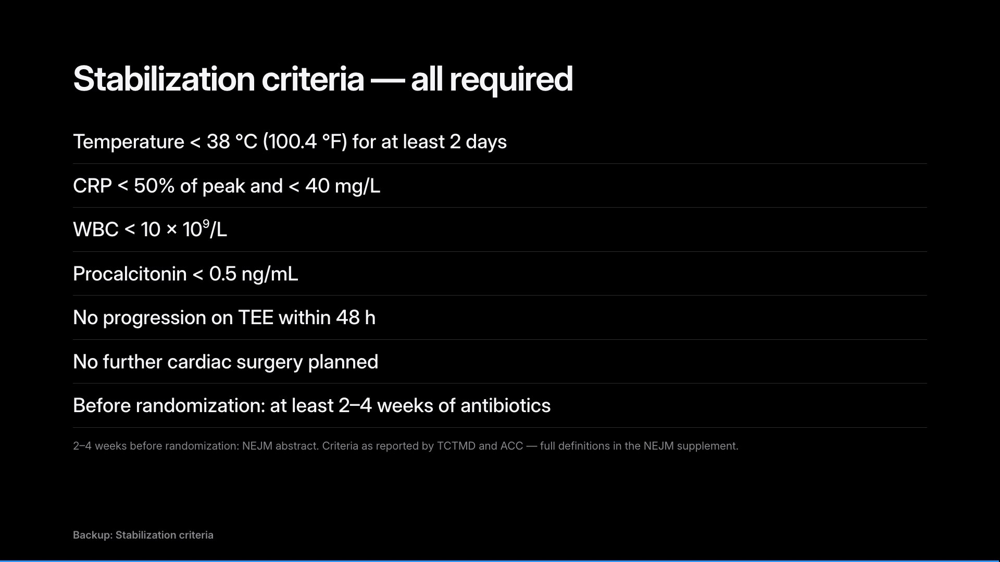 Stabilization criteria — all required
Temperature < 38 °C (100.4 °F) for at least 2 days
CRP < 50% of peak and < 40 mg/L
WBC < 10 × 10⁹/L
Procalcitonin < 0.5 ng/mL
No progression on TEE within 48 h
No further cardiac surgery planned
Before randomization: at least 2–4 weeks of antibiotics
2–4 weeks before randomization: NEJM abstract. Criteria as reported by TCTMD and ACC — full definitions in the NEJM supplement.
Backup: Stabilization criteria